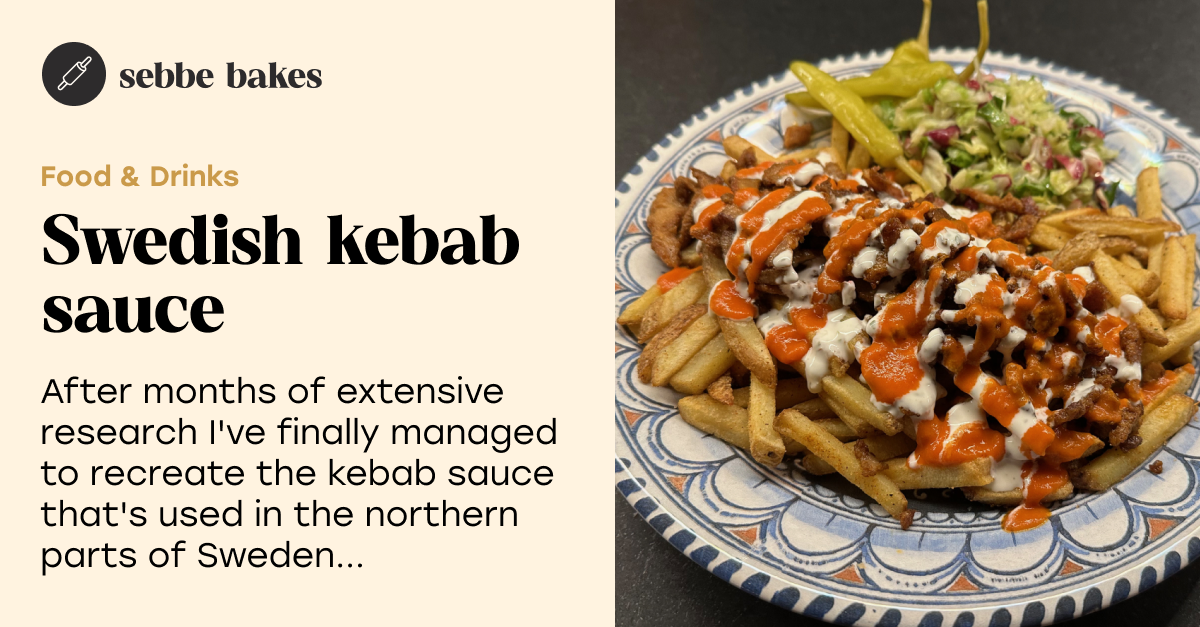 sebbe bakes
Food & Drinks
Swedish kebab
sauce
After months of extensive
research I've finally managed
to recreate the kebab sauce
that's used in the northern
parts of Sweden...